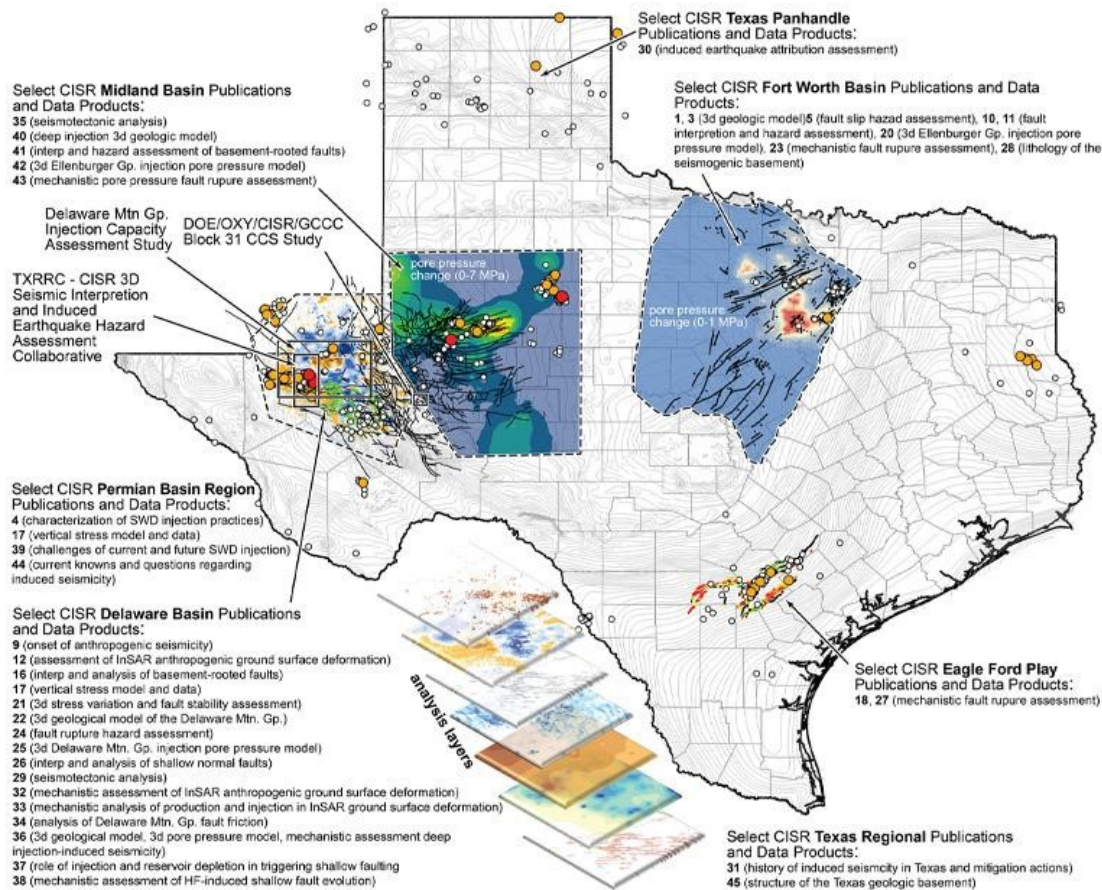 Select CISR Texas Panhandle
Publications and Data Products:
30 (induced earthquake attribution assessment)
Select CISR Midland Basin Publications
and Data Products:
35 (seismotectonic analysis)
40 (deep injection 3d geologic model)
41 (interp and hazard assessment of basement-rooted faults)
42 (3d Ellenburger Gp. injection pore pressure model)
43 (mechanistic pore pressure fault rupure assessment)
Select CISR Fort Worth Basin Publications and Data
Products:
1, 3 (3d geologic model)5 (fault slip hazad assessment), 10, 11 (fault
interpretion and hazard assessment), 20 (3d Ellenburger Gp. injection pore
pressure model), 23 (mechanistic fault rupure assessment), 28 (lithology of the
seismogenic basement)
Delaware Mtn Gp.
Injection Capacity
Assessment Study
DOE/OXY/CISR/GCCC
Block 31 CCS Study
TXRRC - CISR 3D
Seismic Interpretion
and Induced
Earthquake Hazard
Assessment
Collaborative
pore pressure
change (0-7 MPa)
pore pressure
change (0-1 MPa)
Select CISR Permian Basin Region
Publications and Data Products:
4 (characterization of SWD injection practices)
17 (vertical stress model and data)
39 (challenges of current and future SWD injection)
44 (current knowns and questions regarding
induced seismicity)
Select CISR Delaware Basin Publications
and Data Products:
9 (onset of anthropogenic seismicity)
12 (assessment of InSAR anthropogenic ground surface deformation)
16 (interp and analysis of basement-rooted faults)
17 (vertical stress model and data)
21 (3d stress variation and fault stability assessment)
22 (3d geological model of the Delaware Mtn. Gp.)
24 (fault rupture hazard assessment)
25 (3d Delaware Mtn. Gp. injection pore pressure model)
26 (interp and analysis of shallow normal faults)
29 (seismotectonic analysis)
32 (mechanistic assessment of InSAR anthropogenic ground surface deformation)
33 (mechanistic analysis of production and injection in InSAR ground surface deformation)
34 (analysis of Delaware Mtn. Gp. fault friction)
36 (3d geological model, 3d pore pressure model, mechanistic assessment deep
injection-induced seismicity)
37 (role of injection and reservoir depletion in triggering shallow faulting
38 (mechanistic assessment of HF-induced shallow fault evolution)
analysis layers
Select CISR Eagle Ford Play
Publications and Data Products:
18, 27 (mechanistic fault rupure assessment)
Select CISR Texas Regional Publications
and Data Products:
31 (history of induced seismcity in Texas and mitigation actions)
45 (structure of the Texas geologic basement)